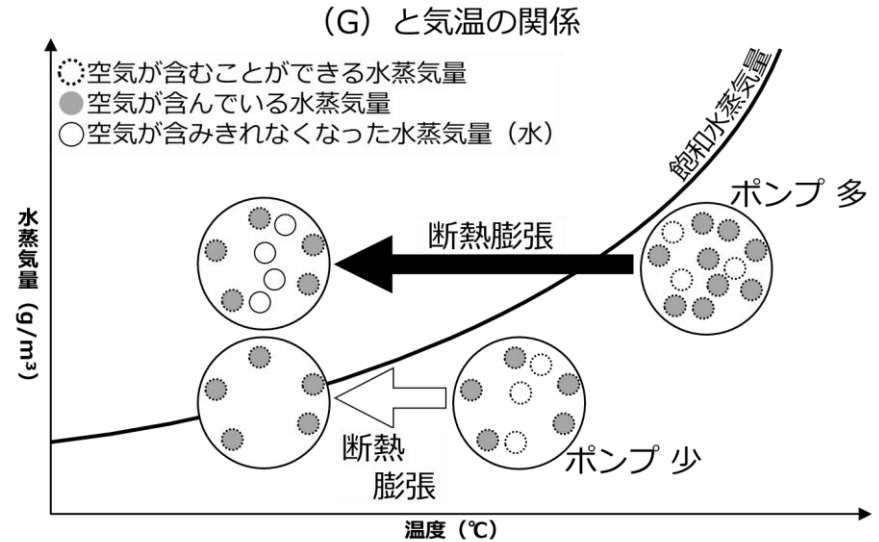 （G）と気温の関係
空気が含むことができる水蒸気量
空気が含んでいる水蒸気量
空気が含みきれなくなった水蒸気量（水）
飽和水蒸気量
ポンプ 多
断熱膨張
水蒸気量（g/m³）
断熱
膨張
ポンプ 少
温度（℃）